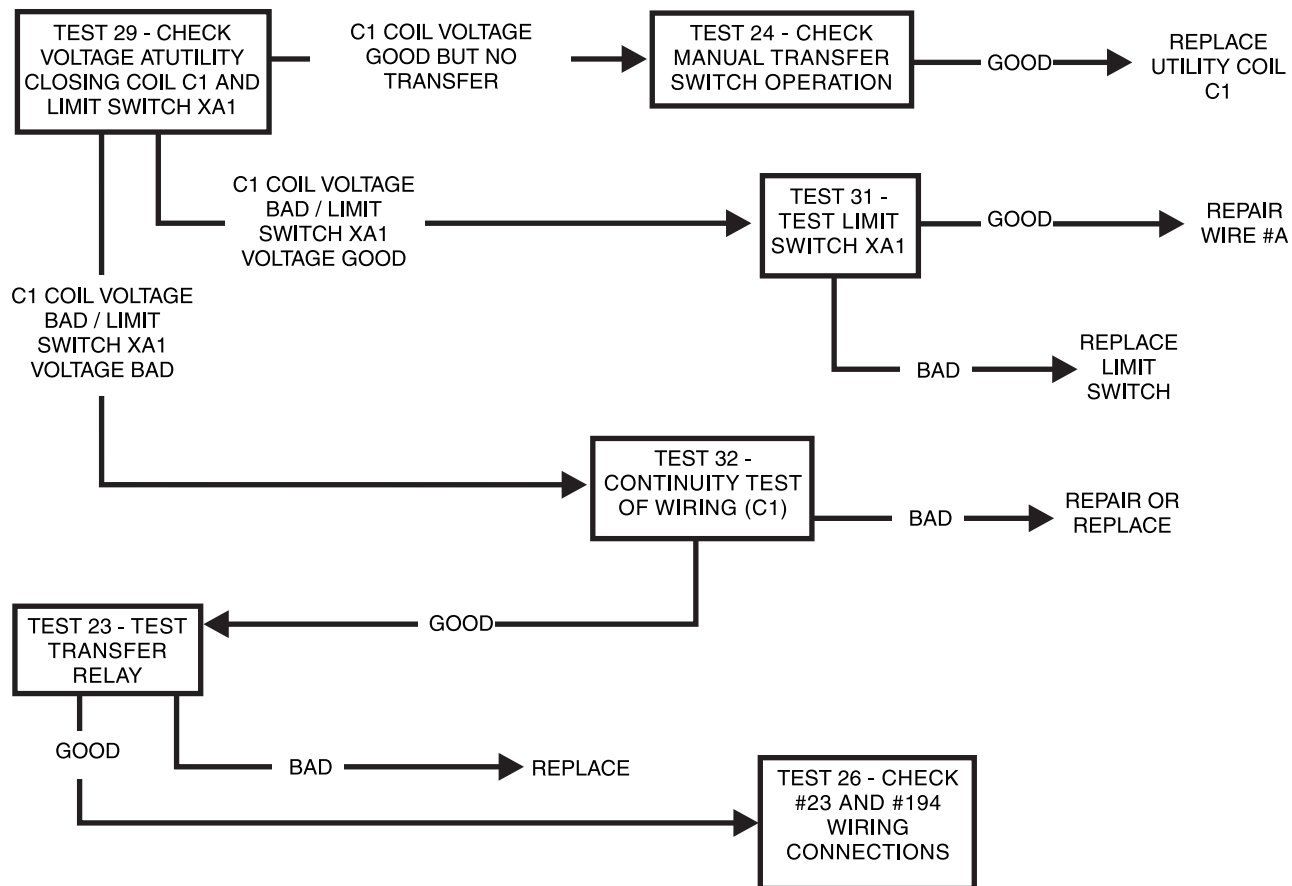 TEST 29 - CHECK
VOLTAGE ATUTILITY
CLOSING COIL C1 AND
LIMIT SWITCH XA1
C1 COIL VOLTAGE
GOOD BUT NO
TRANSFER
TEST 24 - CHECK
MANUAL TRANSFER
SWITCH OPERATION
GOOD
REPLACE
UTILITY COIL
C1
C1 COIL VOLTAGE
BAD / LIMIT
SWITCH XA1
VOLTAGE GOOD
TEST 31 -
TEST LIMIT
SWITCH XA1
GOOD
REPAIR
WIRE #A
BAD
REPLACE
LIMIT
SWITCH
C1 COIL VOLTAGE
BAD / LIMIT
SWITCH XA1
VOLTAGE BAD
TEST 32 -
CONTINUITY TEST
OF WIRING (C1)
BAD
REPAIR OR
REPLACE
GOOD
TEST 23 - TEST
TRANSFER
RELAY
GOOD
BAD
REPLACE
TEST 26 - CHECK
#23 AND #194
WIRING
CONNECTIONS